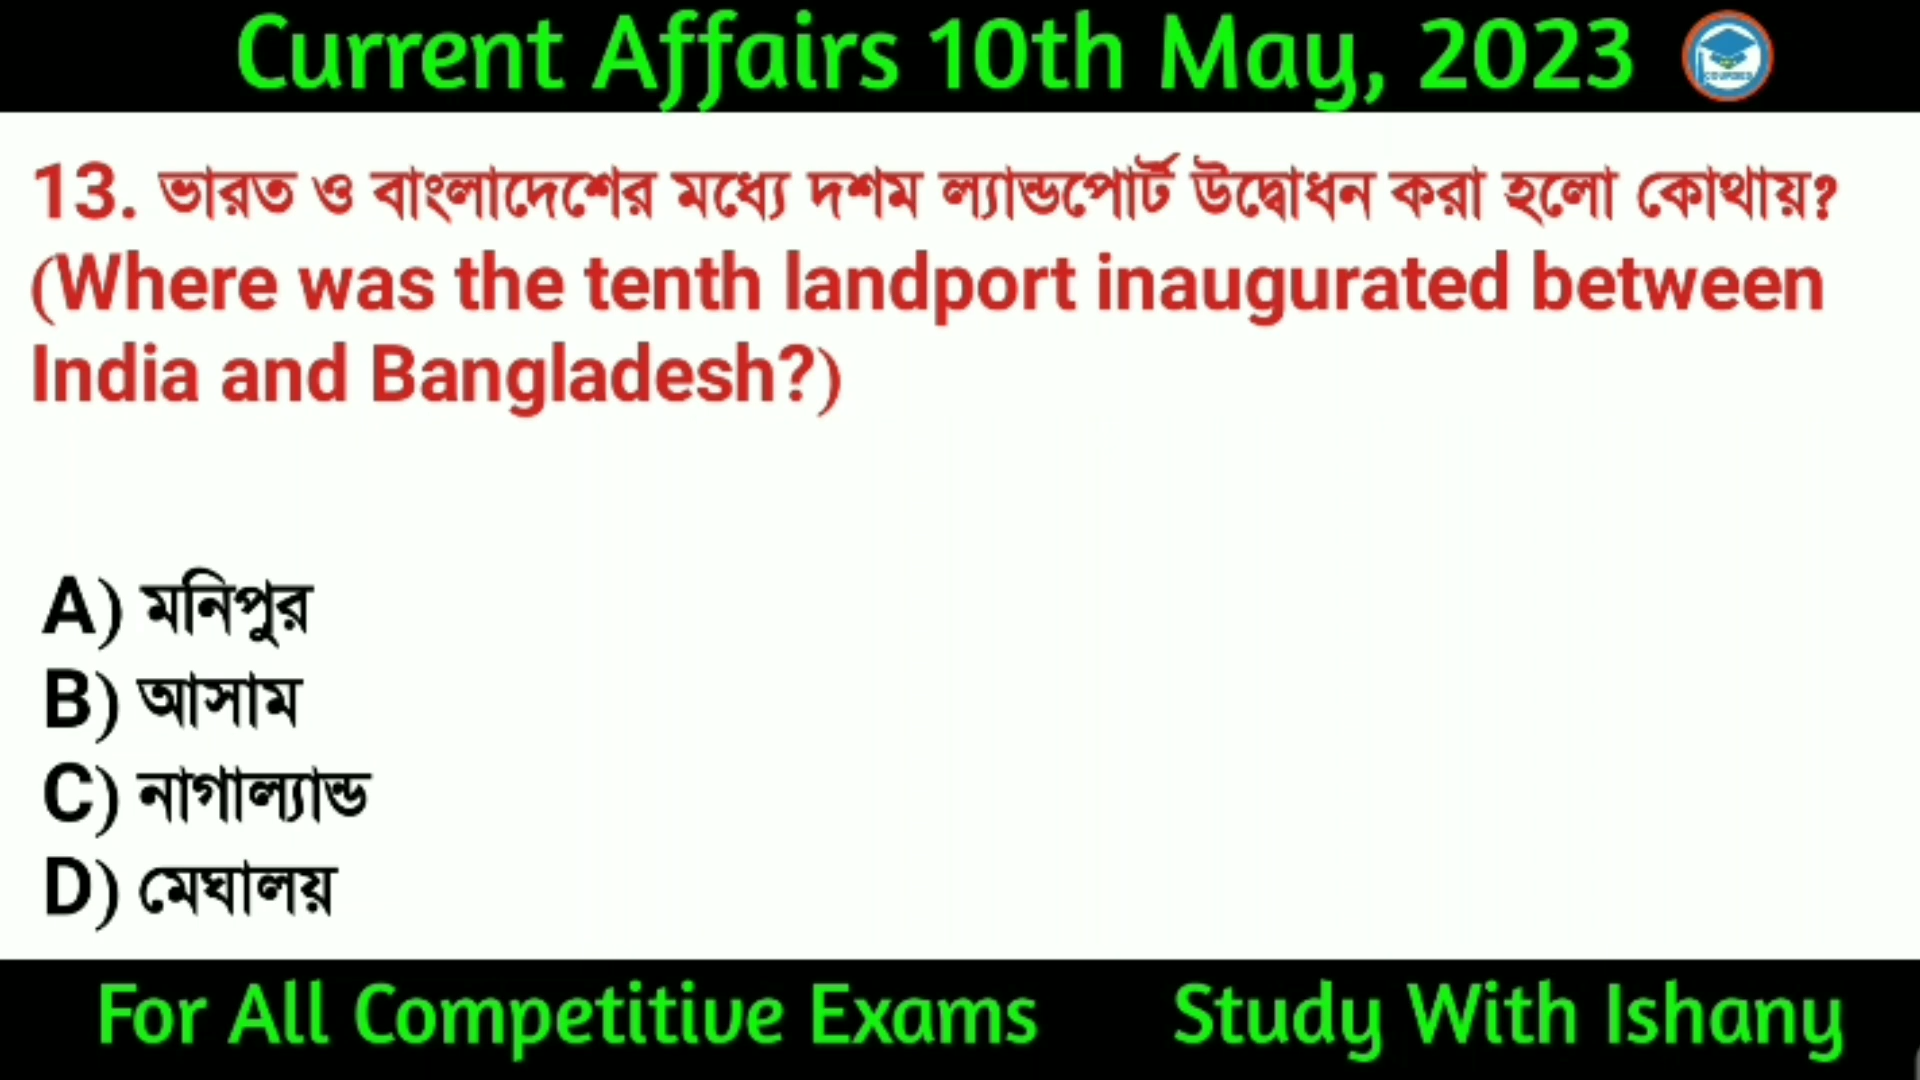 Current Affairs 10th May, 2023
COURSES
13. ভারত ও বাংলাদেশের মধ্যে দশম ল্যান্ডপোর্ট উদ্বোধন করা হলো কোথায়?
(Where was the tenth landport inaugurated between
India and Bangladesh?)
A) মনিপুর
B) আসাম
C) নাগাল্যান্ড
D) মেঘালয়
For All Competitive Exams Study With Ishany